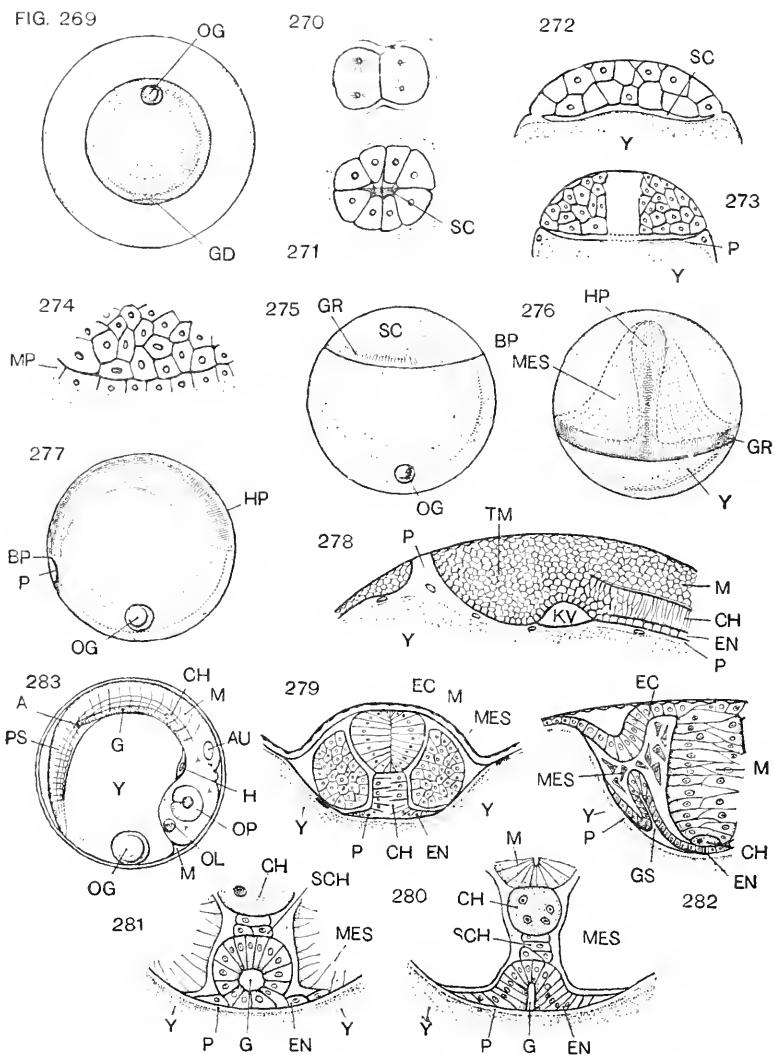 FIG. 269
OG
GD
270
271
SC
272
SC
Y
273
P
Y
274
MP
275
GR
SC
OG
BP
276
HP
MES
GR
Y
277
HP
BP
P
OG
278
P
TM
Y
KV
M
CH
EN
P
283
A
PS
G
CH
M
AU
Y
H
OP
OG
OL
M
279
EC
M
MES
Y
Y
P
CH
EN
EC
MES
M
Y
P
GS
CH
EN
282
281
CH
SCH
MES
Y
Y
P
G
EN
280
M
CH
SCH
MES
Y
P
G
EN